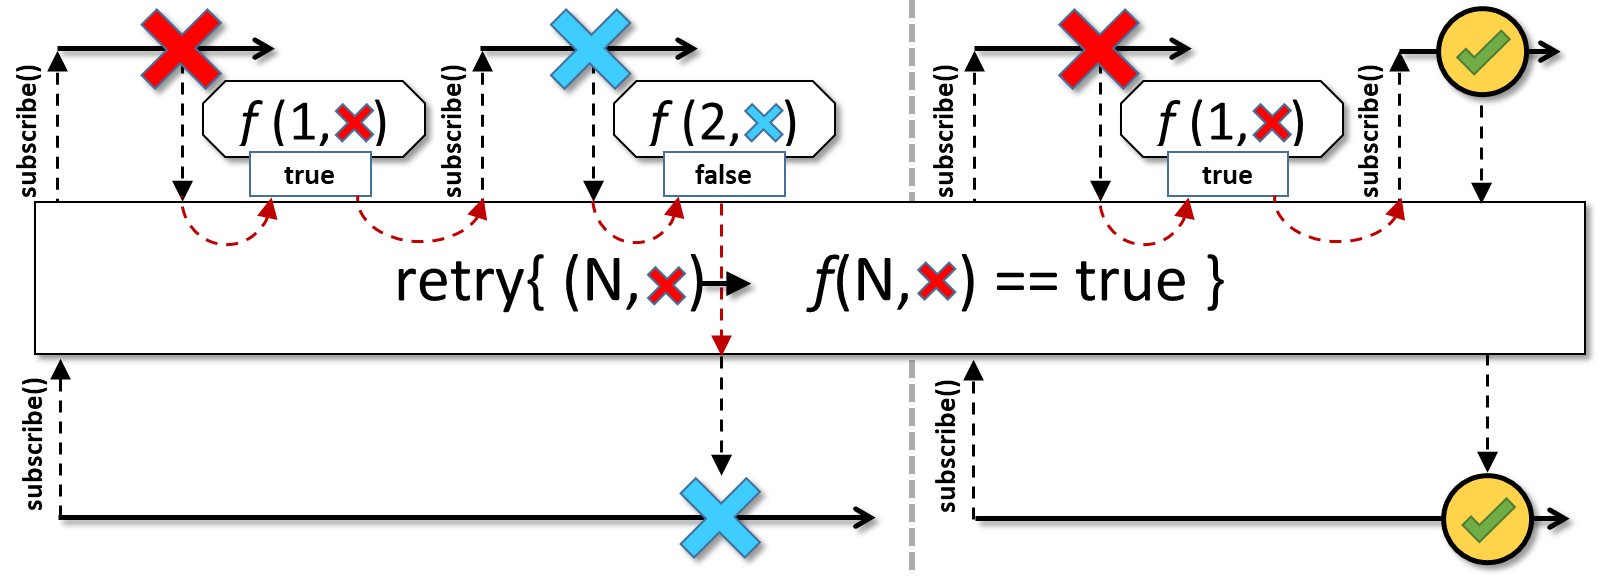 subscribe()
f (1, )
true
subscribe()
f (2, )
false
subscribe()
f (1, )
true
subscribe()
retry{ (N, ) f(N, ) == true }
subscribe()
subscribe()